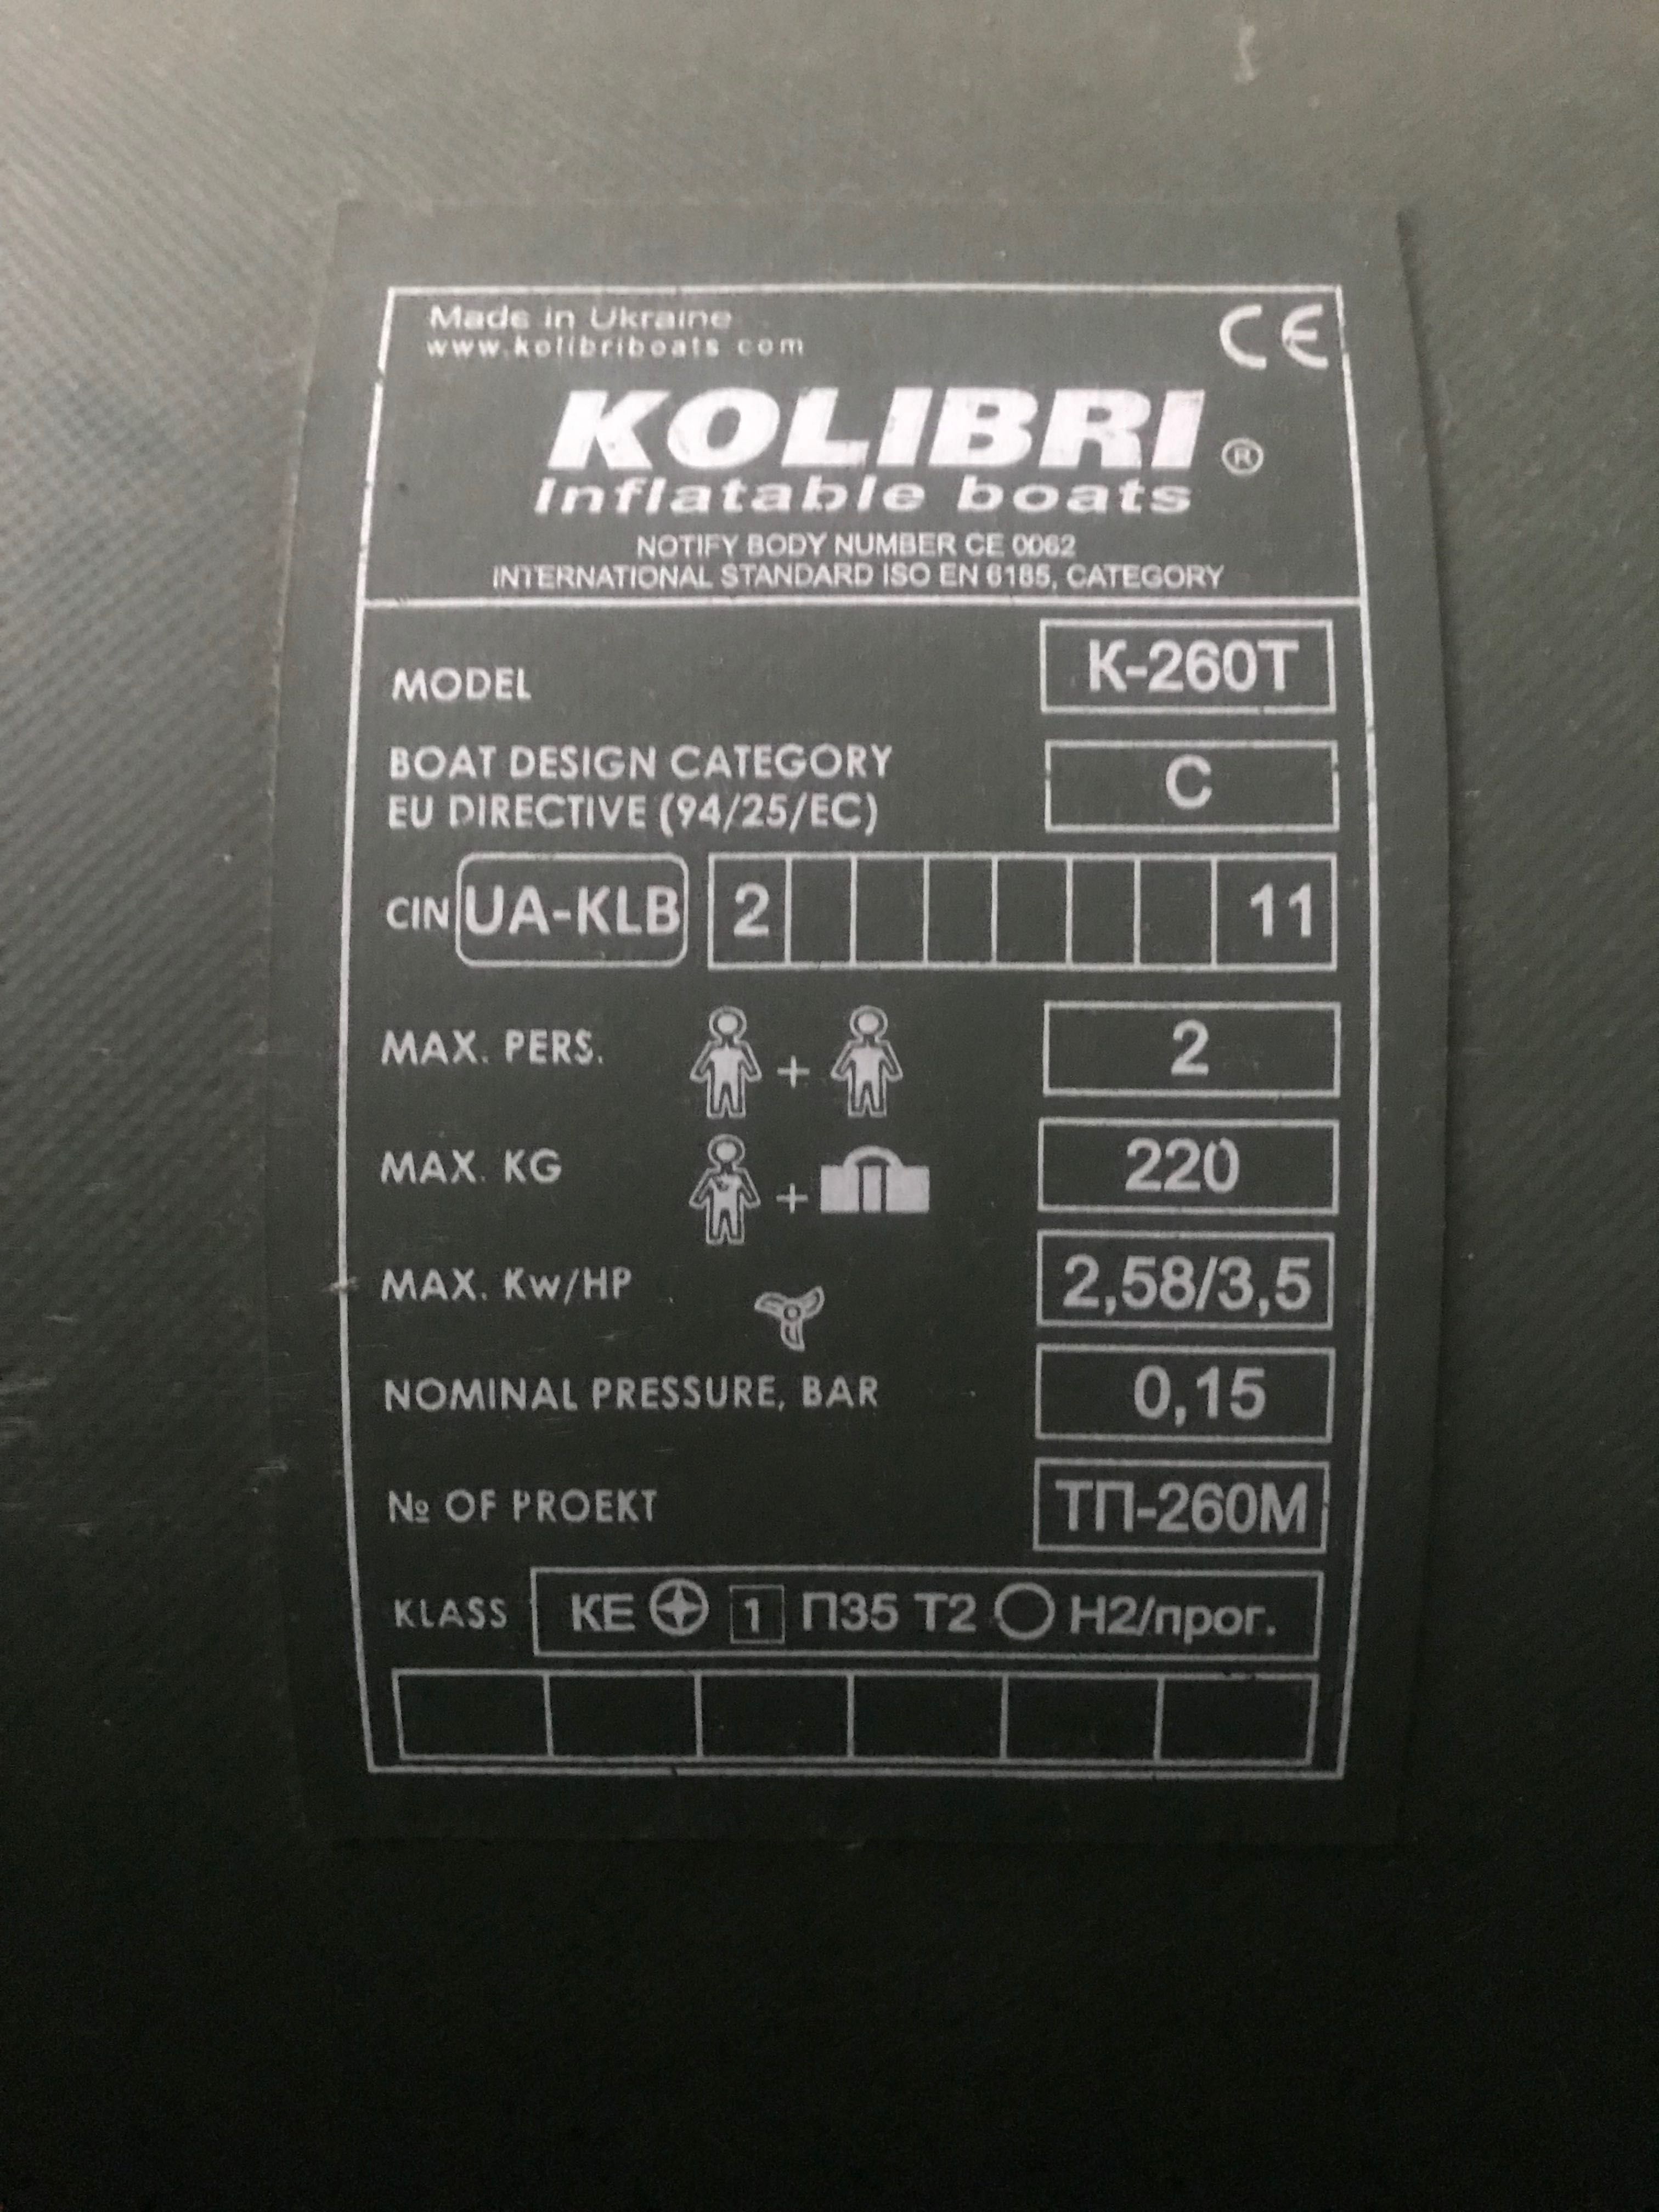 Made in Ukraine
www.kolibriboats.com
CE
KOLIBRI ®
Inflatable boats
NOTIFY BODY NUMBER CE 0062
INTERNATIONAL STANDARD ISO EN 6185, CATEGORY
MODEL K-260T
BOAT DESIGN CATEGORY
EU DIRECTIVE (94/25/EC) C
CIN UA-KLB 2 11
MAX. PERS. + 2
MAX. KG + 220
MAX. Kw/HP 2,58/3,5
NOMINAL PRESSURE, BAR 0,15
№ OF PROEKT ТП-260М
KLASS КЕ 1 П35 Т2 Н2/прог.